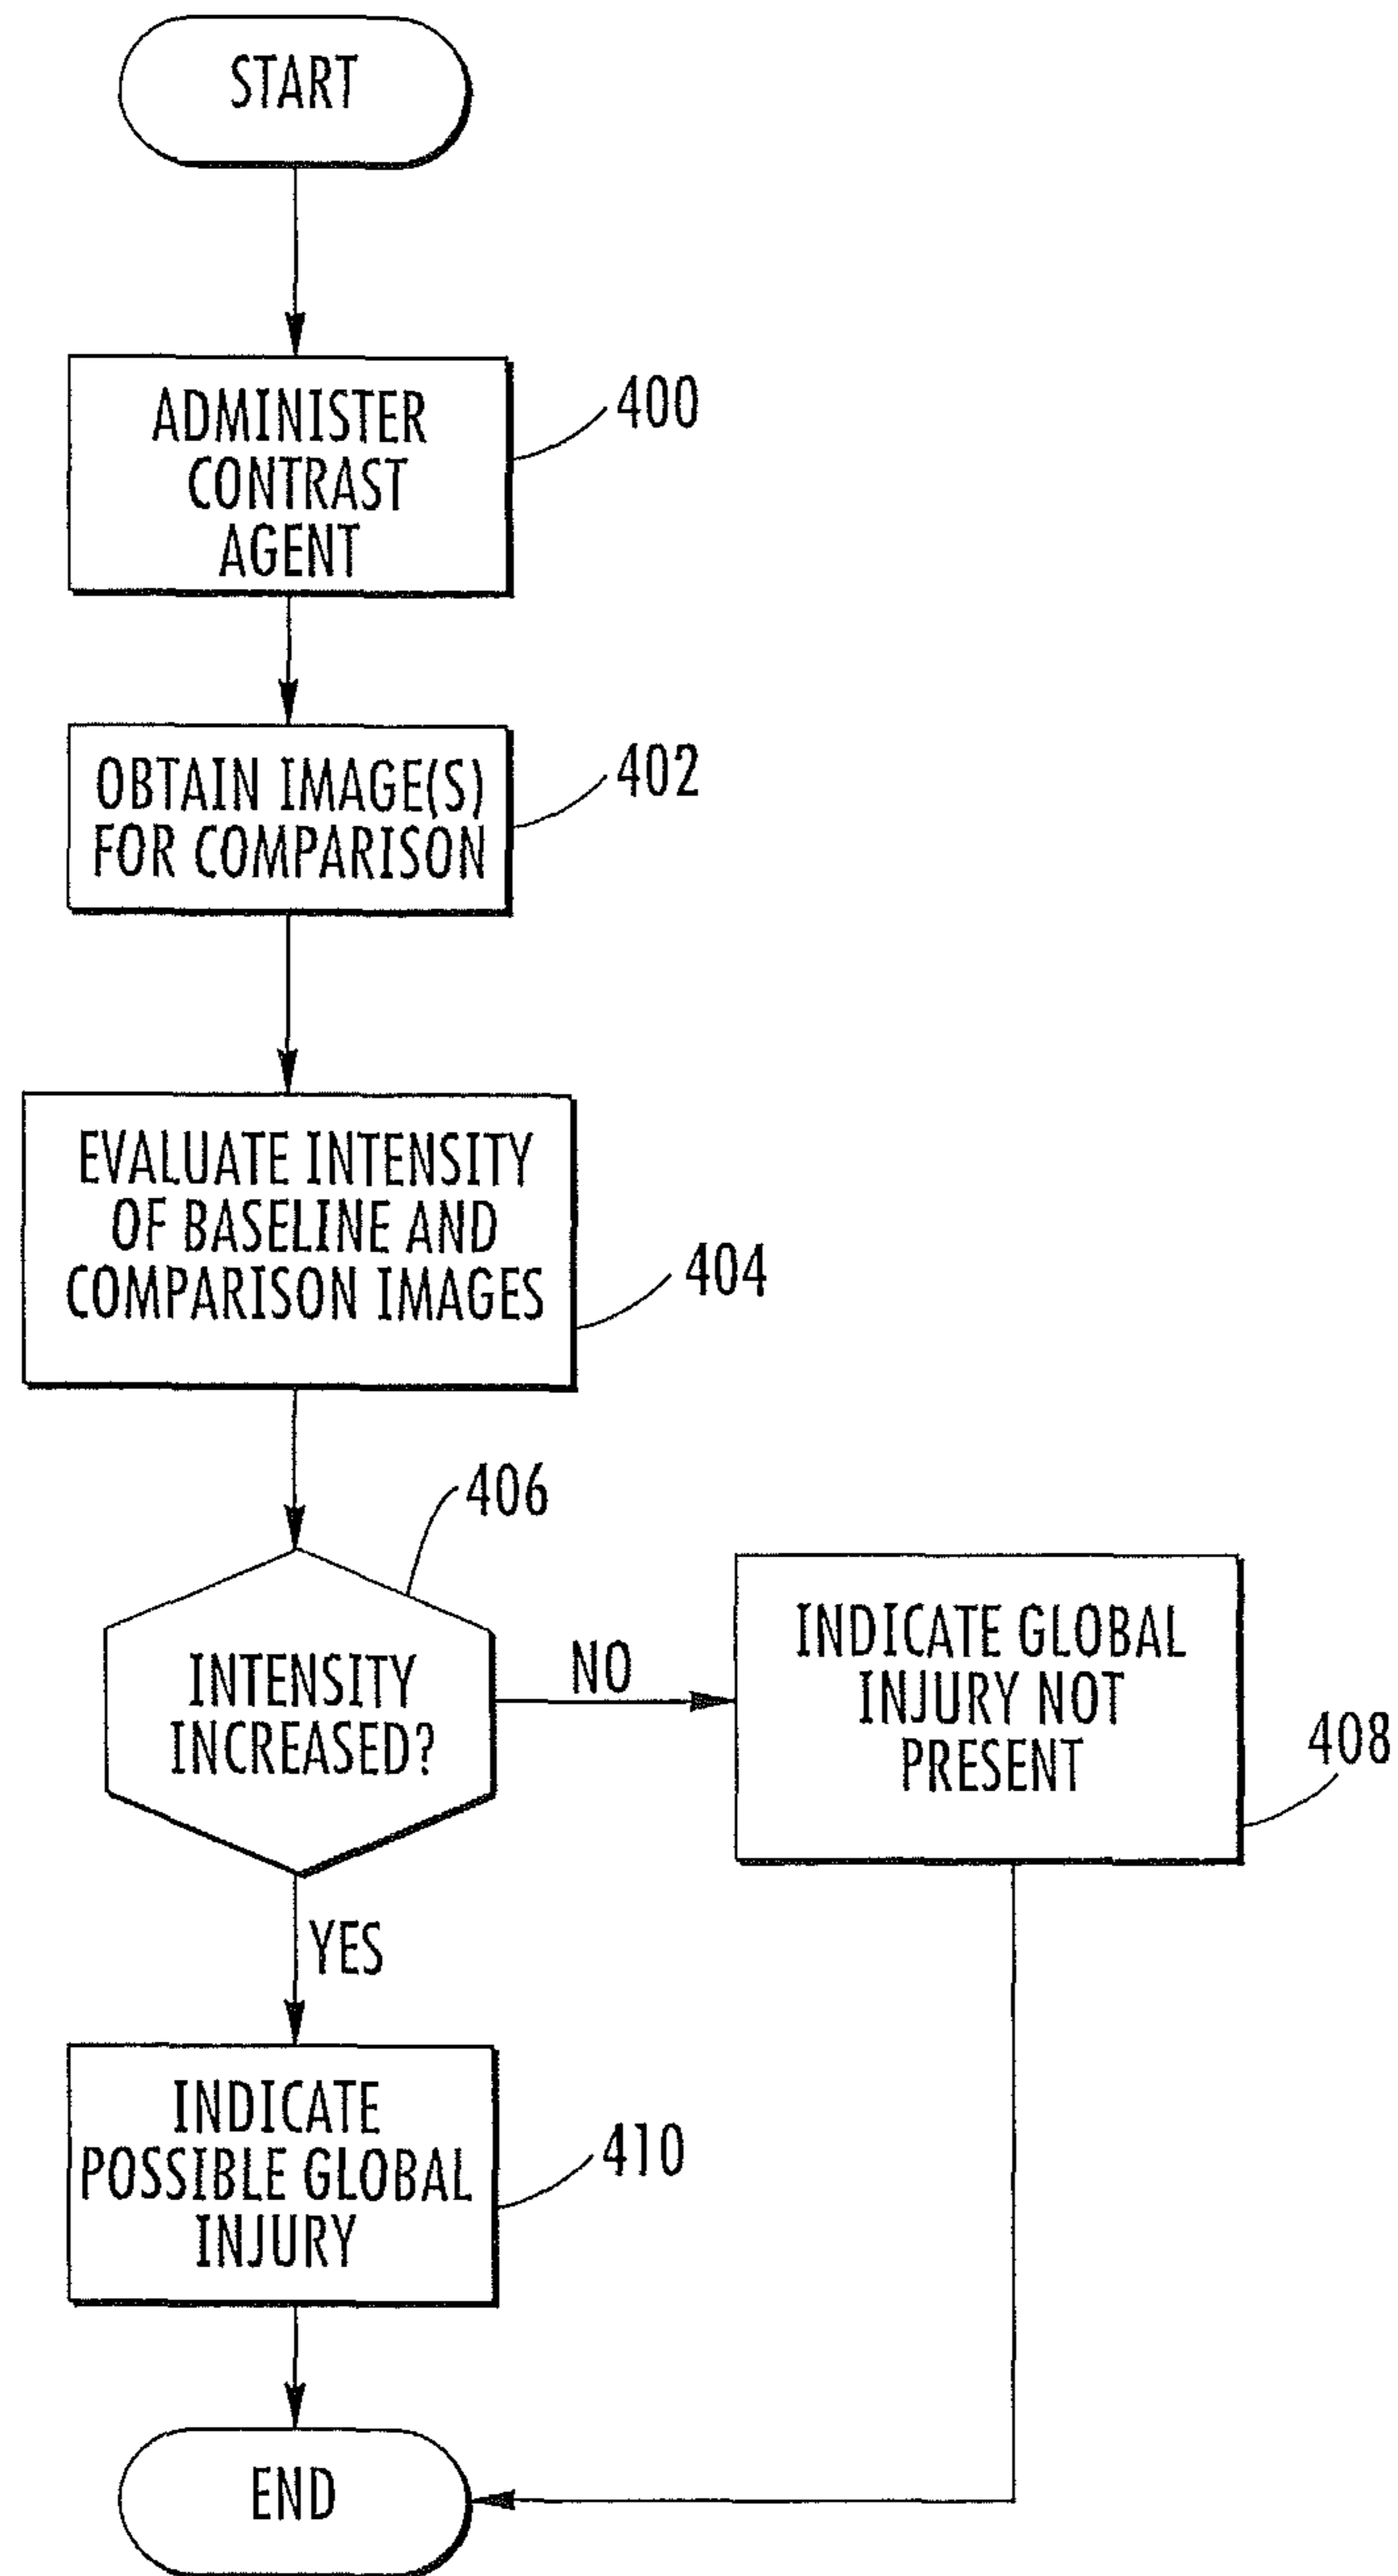 START
ADMINISTER
CONTRAST
AGENT
400
OBTAIN IMAGE(S)
FOR COMPARISON
402
EVALUATE INTENSITY
OF BASELINE AND
COMPARISON IMAGES
404
406
INTENSITY
INCREASED?
NO
INDICATE GLOBAL
INJURY NOT
PRESENT
408
YES
INDICATE
POSSIBLE GLOBAL
INJURY
410
END